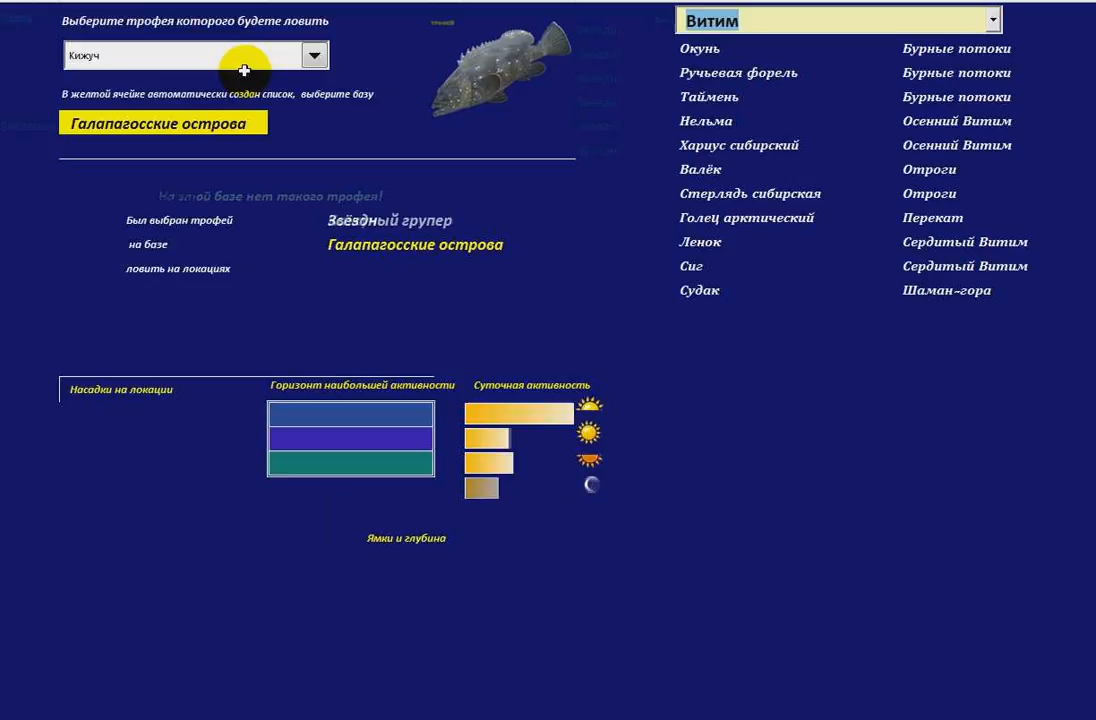 Выберите трофея которого будете ловить
Кижуч
В желтой ячейке автоматически создан список, выберите базу
Галапагосские острова
На этой базе нет такого трофея!
Был выбран трофей
Звёздный групер
на базе
Галапагосские острова
ловить на локациях
Насадки на локации
Горизонт наибольшей активности
Суточная активность
Ямки и глубина
Витим
Окунь Бурные потоки
Ручьевая форель Бурные потоки
Таймень Бурные потоки
Нельма Осенний Витим
Хариус сибирский Осенний Витим
Валёк Отроги
Стерлядь сибирская Отроги
Голец арктический Перекат
Ленок Сердитый Витим
Сиг Сердитый Витим
Судак Шаман~гора